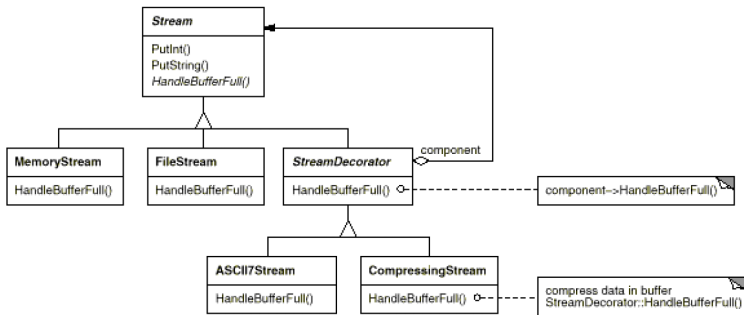 Stream
PutInt()
PutString()
HandleBufferFull()
component
MemoryStream
HandleBufferFull()
FileStream
HandleBufferFull()
StreamDecorator
HandleBufferFull()
component–>HandleBufferFull()
ASCII7Stream
HandleBufferFull()
CompressingStream
HandleBufferFull()
compress data in buffer
StreamDecorator::HandleBufferFull()